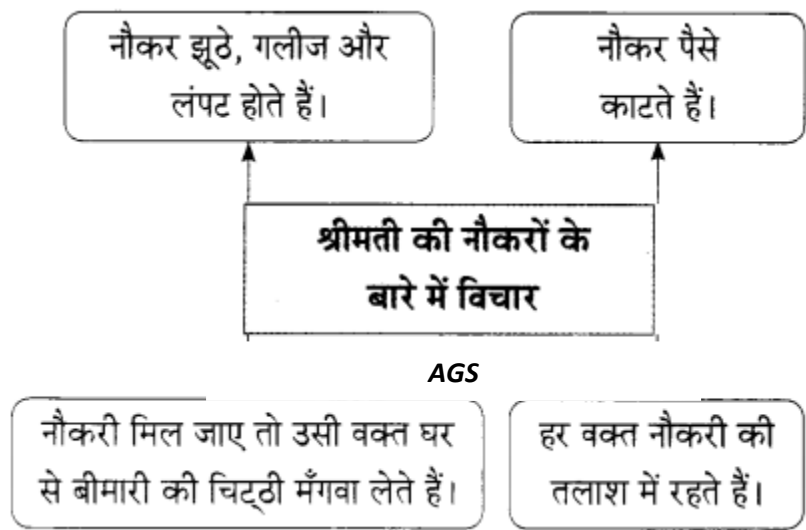 नौकर झूठे, गलीज और
लंपट होते हैं।
नौकर पैसे
काटते हैं।
श्रीमती की नौकरों के
बारे में विचार
AGS
नौकरी मिल जाए तो उसी वक्त घर
से बीमारी की चिट्ठी मँगवा लेते हैं।
हर वक्त नौकरी की
तलाश में रहते हैं।